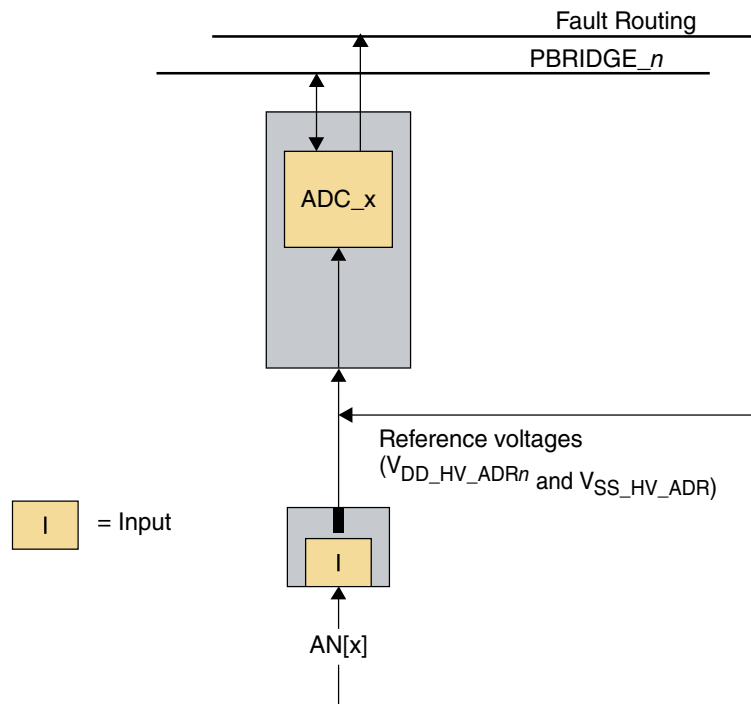 Fault Routing
PBRIDGE_n
ADC_x
Reference voltages
(VDD_HV_ADRn and VSS_HV_ADR)
I = Input
I
AN[x]